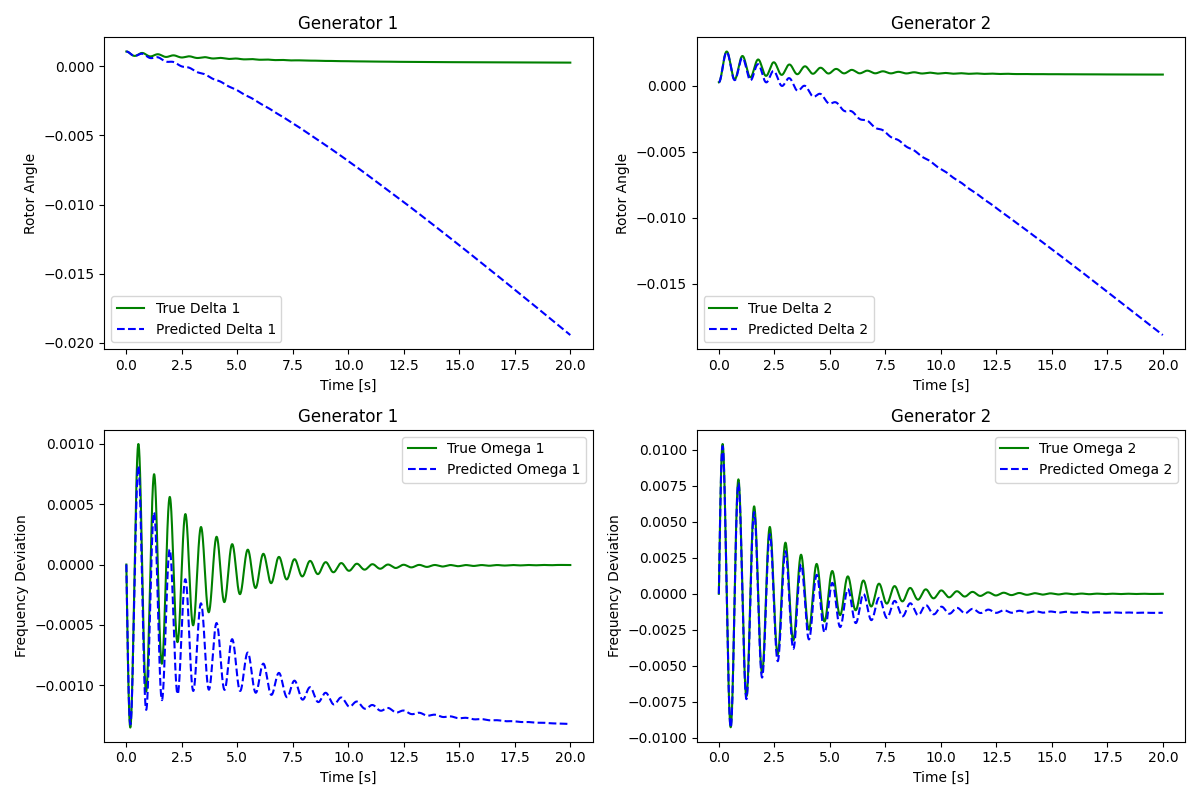 Generator 1
0.000
−0.005
−0.010
−0.015
−0.020
Rotor Angle
True Delta 1
Predicted Delta 1
0.0 2.5 5.0 7.5 10.0 12.5 15.0 17.5 20.0
Time [s]
Generator 2
0.000
−0.005
−0.010
−0.015
Rotor Angle
True Delta 2
Predicted Delta 2
0.0 2.5 5.0 7.5 10.0 12.5 15.0 17.5 20.0
Time [s]
Generator 1
0.0010
0.0005
0.0000
−0.0005
−0.0010
Frequency Deviation
True Omega 1
Predicted Omega 1
0.0 2.5 5.0 7.5 10.0 12.5 15.0 17.5 20.0
Time [s]
Generator 2
0.0100
0.0075
0.0050
0.0025
0.0000
−0.0025
−0.0050
−0.0075
−0.0100
Frequency Deviation
True Omega 2
Predicted Omega 2
0.0 2.5 5.0 7.5 10.0 12.5 15.0 17.5 20.0
Time [s]